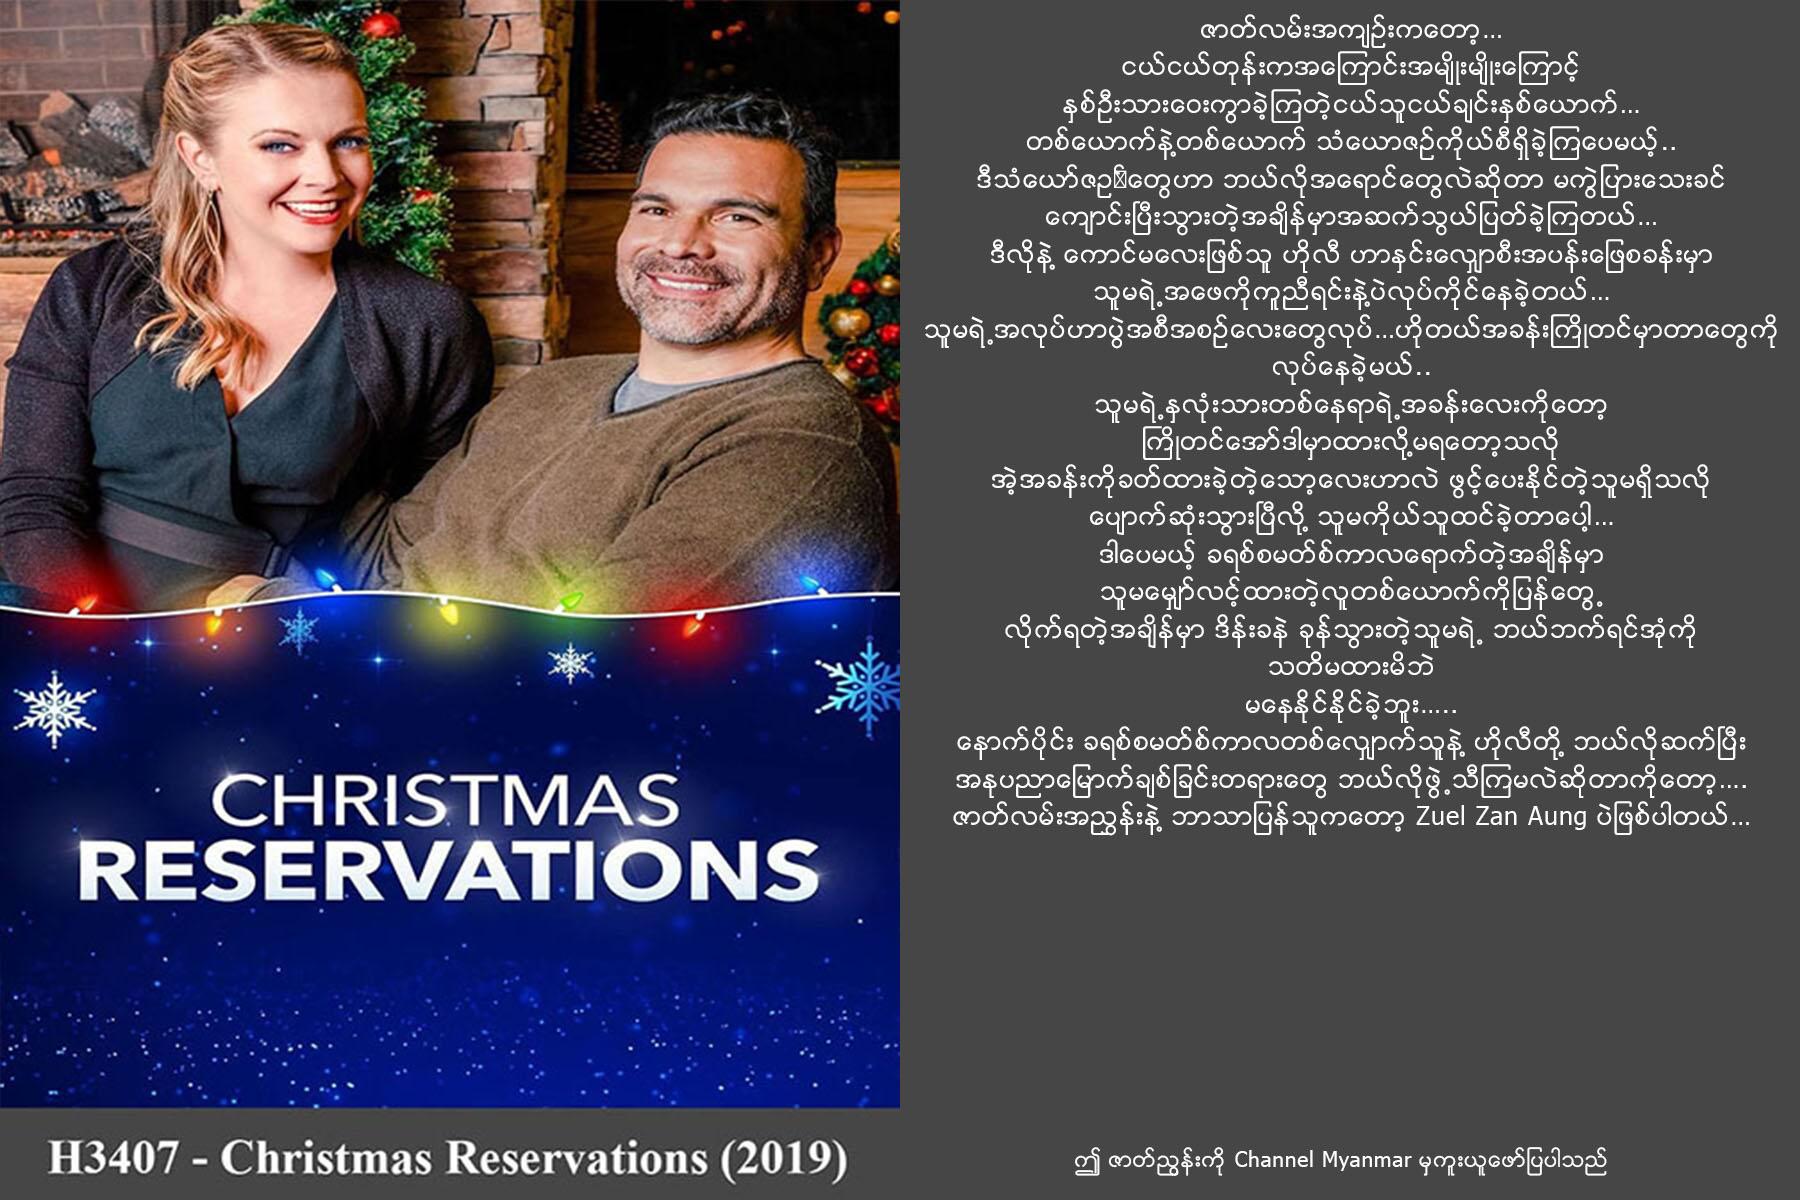 CHRISTMAS
RESERVATIONS
H3407 - Christmas Reservations (2019)
ဇာတ်လမ်းအကျဉ်းကတော့...
ငယ်ငယ်တုန်းကအကြောင်းအမျိုးမျိုးကြောင့်
နှစ်ဦးသားဝေးကွာခဲ့ကြတဲ့ငယ်သူငယ်ချင်းနှစ်ယောက်...
တစ်ယောက်နဲ့တစ်ယောက် သံယောဇဉ်ကိုယ်စီရှိခဲ့ကြပေမယ့်..
ဒီသံယော်ဇဥ်တွေဟာ ဘယ်လိုအရောင်တွေလဲဆိုတာ မကွဲပြားသေးခင်
ကျောင်းပြီးသွားတဲ့အချိန်မှာအဆက်သွယ်ပြတ်ခဲ့ကြတယ်...
ဒီလိုနဲ့ ကောင်မလေးဖြစ်သူ ဟိုလီ ဟာနှင်းလျှောစီးအပန်းဖြေစခန်းမှာ
သူမရဲ့အဖေကိုကူညီရင်းနဲ့ပဲလုပ်ကိုင်နေခဲ့တယ်...
သူမရဲ့အလုပ်ဟာပွဲအစီအစဉ်လေးတွေလုပ်...ဟိုတယ်အခန်းကြိုတင်မှာတာတွေကို
လုပ်နေခဲ့မယ်..
သူမရဲ့နှလုံးသားတစ်နေရာရဲ့အခန်းလေးကိုတော့
ကြိုတင်အော်ဒါမှာထားလို့မရတော့သလို
အဲ့အခန်းကိုခတ်ထားခဲ့တဲ့သော့လေးဟာလဲ ဖွင့်ပေးနိုင်တဲ့သူမရှိသလို
ပျောက်ဆုံးသွားပြီလို့ သူမကိုယ်သူထင်ခဲ့တာပေါ့...
ဒါပေမယ့် ခရစ်စမတ်စ်ကာလရောက်တဲ့အချိန်မှာ
သူမမျှော်လင့်ထားတဲ့လူတစ်ယောက်ကိုပြန်တွေ့
လိုက်ရတဲ့အချိန်မှာ ဒိန်းခနဲ ခုန်သွားတဲ့သူမရဲ့ ဘယ်ဘက်ရင်အုံကို
သတိမထားမိဘဲ
မနေနိုင်နိုင်ခဲ့ဘူး.....
နောက်ပိုင်း ခရစ်စမတ်စ်ကာလတစ်လျှောက်သူနဲ့ ဟိုလီတို့ ဘယ်လိုဆက်ပြီး
အနုပညာမြောက်ချစ်ခြင်းတရားတွေ ဘယ်လိုဖွဲ့သီကြမလဲဆိုတာကိုတော့....
ဇာတ်လမ်းအညွှန်းနဲ့ ဘာသာပြန်သူကတော့ Zuel Zan Aung ပဲဖြစ်ပါတယ်...
ဤ ဇာတ်ညွှန်းကို Channel Myanmar မှကူးယူဖော်ပြပါသည်